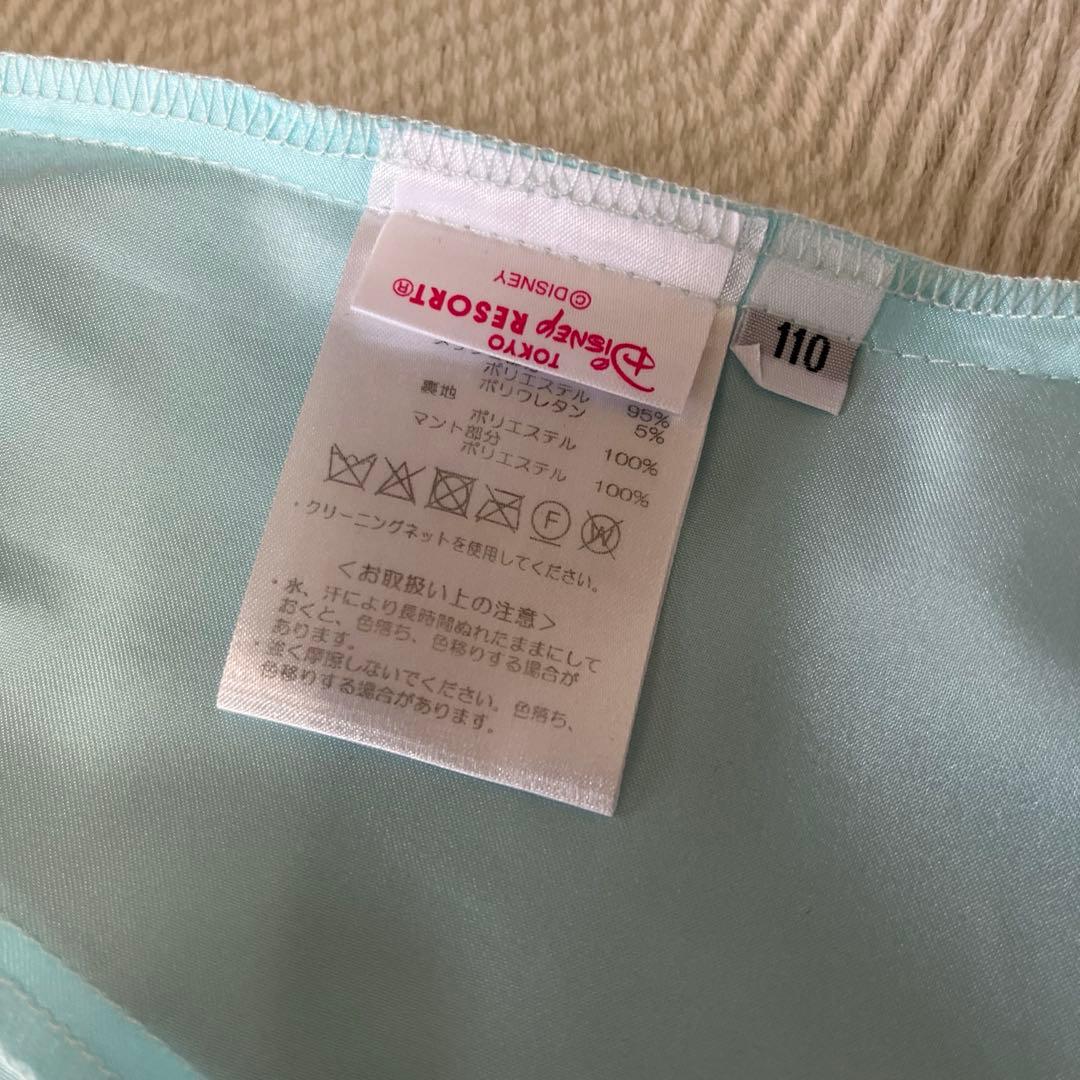 ©DISNEY
TOKYO
DISNEY RESORT®
110
ポリエステル 95%
ポリウレタン 5%
裏地
ポリエステル 100%
マント部分
ポリエステル 100%
F
W
・クリーニングネットを使用してください。
＜お取扱い上の注意＞
・水、汗により長時間ぬれたままにして
おくと、色落ち、色移りする場合が
あります。
・強く摩擦しないでください。色落ち、
色移りする場合があります。